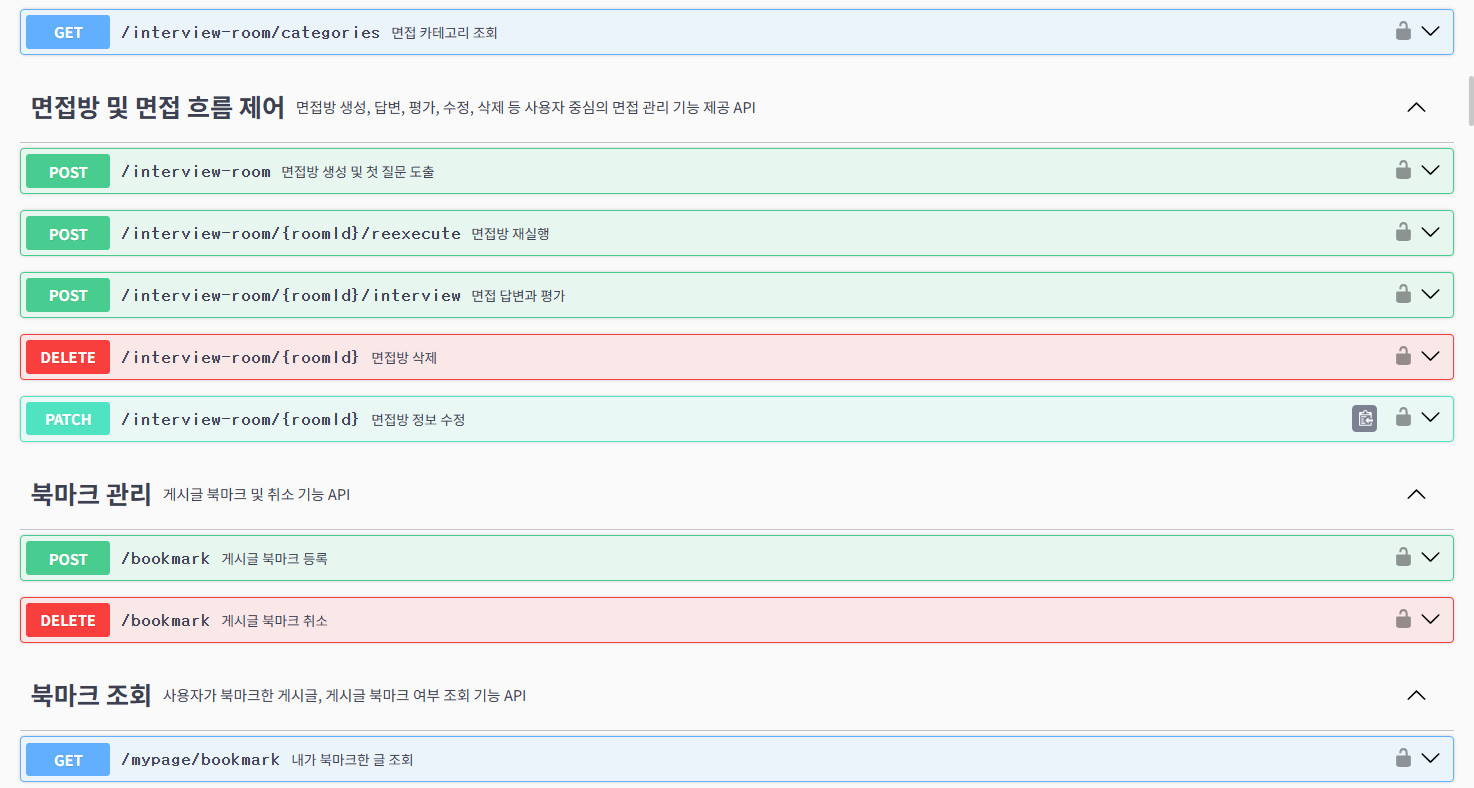 GET /interview-room/categories 면접 카테고리 조회
면접방 및 면접 흐름 제어 면접방 생성, 답변, 평가, 수정, 삭제 등 사용자 중심의 면접 관리 기능 제공 API
POST /interview-room 면접방 생성 및 첫 질문 도출
POST /interview-room/{roomId}/reexecute 면접방 재실행
POST /interview-room/{roomId}/interview 면접 답변과 평가
DELETE /interview-room/{roomId} 면접방 삭제
PATCH /interview-room/{roomId} 면접방 정보 수정
북마크 관리 게시글 북마크 및 취소 기능 API
POST /bookmark 게시글 북마크 등록
DELETE /bookmark 게시글 북마크 취소
북마크 조회 사용자가 북마크한 게시글, 게시글 북마크 여부 조회 기능 API
GET /mypage/bookmark 내가 북마크한 글 조회